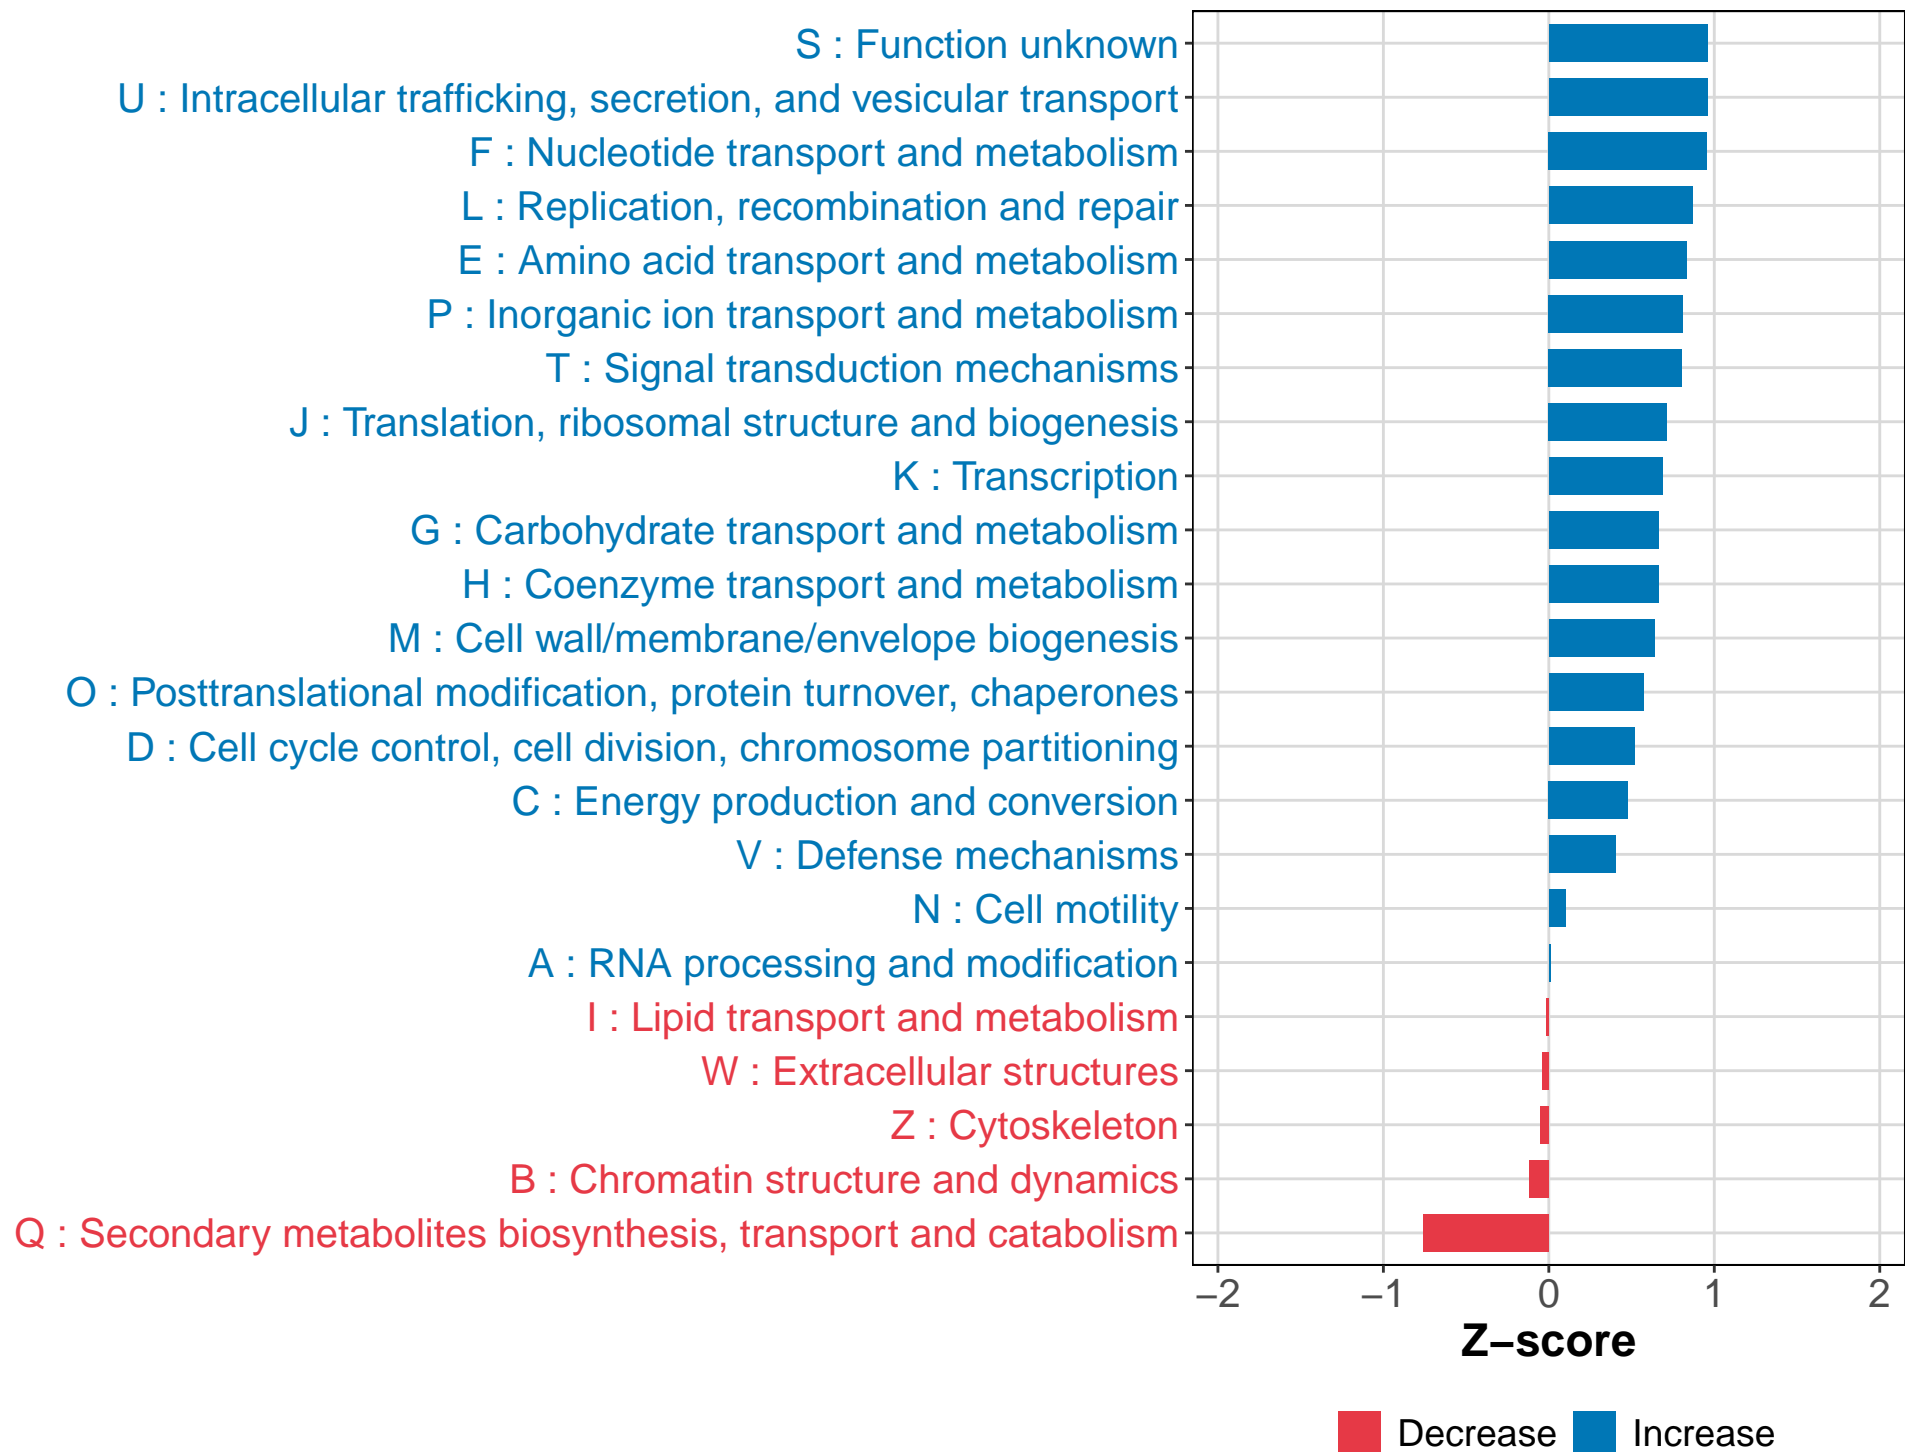 S : Function unknown
U : Intracellular trafficking, secretion, and vesicular transport
F : Nucleotide transport and metabolism
L : Replication, recombination and repair
E : Amino acid transport and metabolism
P : Inorganic ion transport and metabolism
T : Signal transduction mechanisms
J : Translation, ribosomal structure and biogenesis
K : Transcription
G : Carbohydrate transport and metabolism
H : Coenzyme transport and metabolism
M : Cell wall/membrane/envelope biogenesis
O : Posttranslational modification, protein turnover, chaperones
D : Cell cycle control, cell division, chromosome partitioning
C : Energy production and conversion
V : Defense mechanisms
N : Cell motility
A : RNA processing and modification
I : Lipid transport and metabolism
W : Extracellular structures
Z : Cytoskeleton
B : Chromatin structure and dynamics
Q : Secondary metabolites biosynthesis, transport and catabolism
−2 −1 0 1 2
Z−score
Decrease Increase